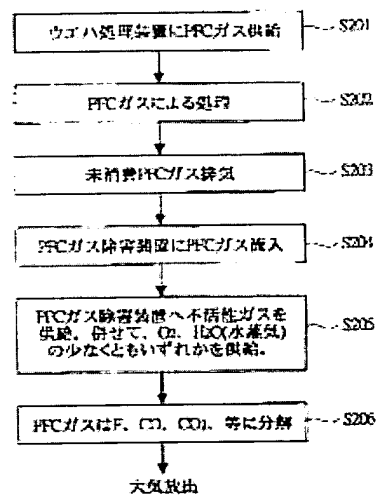 ウエハ処理装置にPFCガス供給
S201
PFCガスによる処理
S202
未消費PFCガス排気
S203
PFCガス除害装置にPFCガス流入
S204
PFCガス除害装置へ不活性ガスを
供給。併せて、O₂、H₂O(水蒸気)
の少なくともいずれかを供給。
S205
PFCガスはF、CO、CO₂、等に分解
S206
大気放出